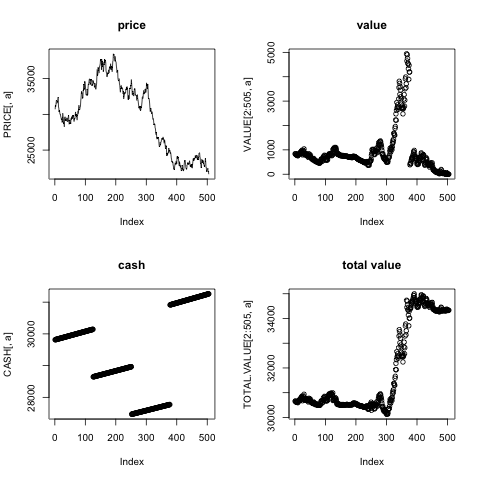 price
PRICE[, a]
25000 35000
0 100 200 300 400 500
Index
value
VALUE[2:505, a]
0 1000 3000 5000
0 100 200 300 400 500
Index
cash
CASH[, a]
28000 30000
0 100 200 300 400 500
Index
total value
TOTAL.VALUE[2:505, a]
30000 32000 34000
0 100 200 300 400 500
Index